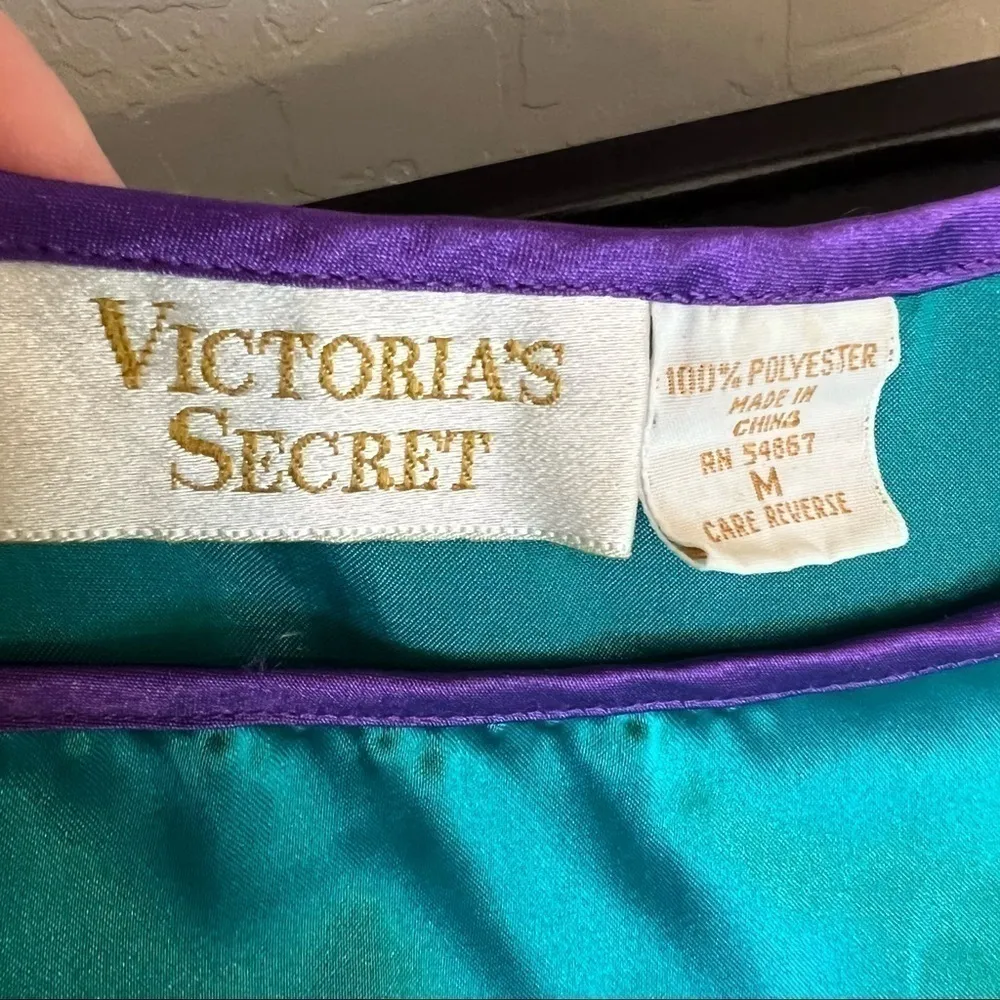 VICTORIA'S
SECRET
100% POLYESTER
MADE IN
CHINA
RN 54867
M
CARE REVERSE